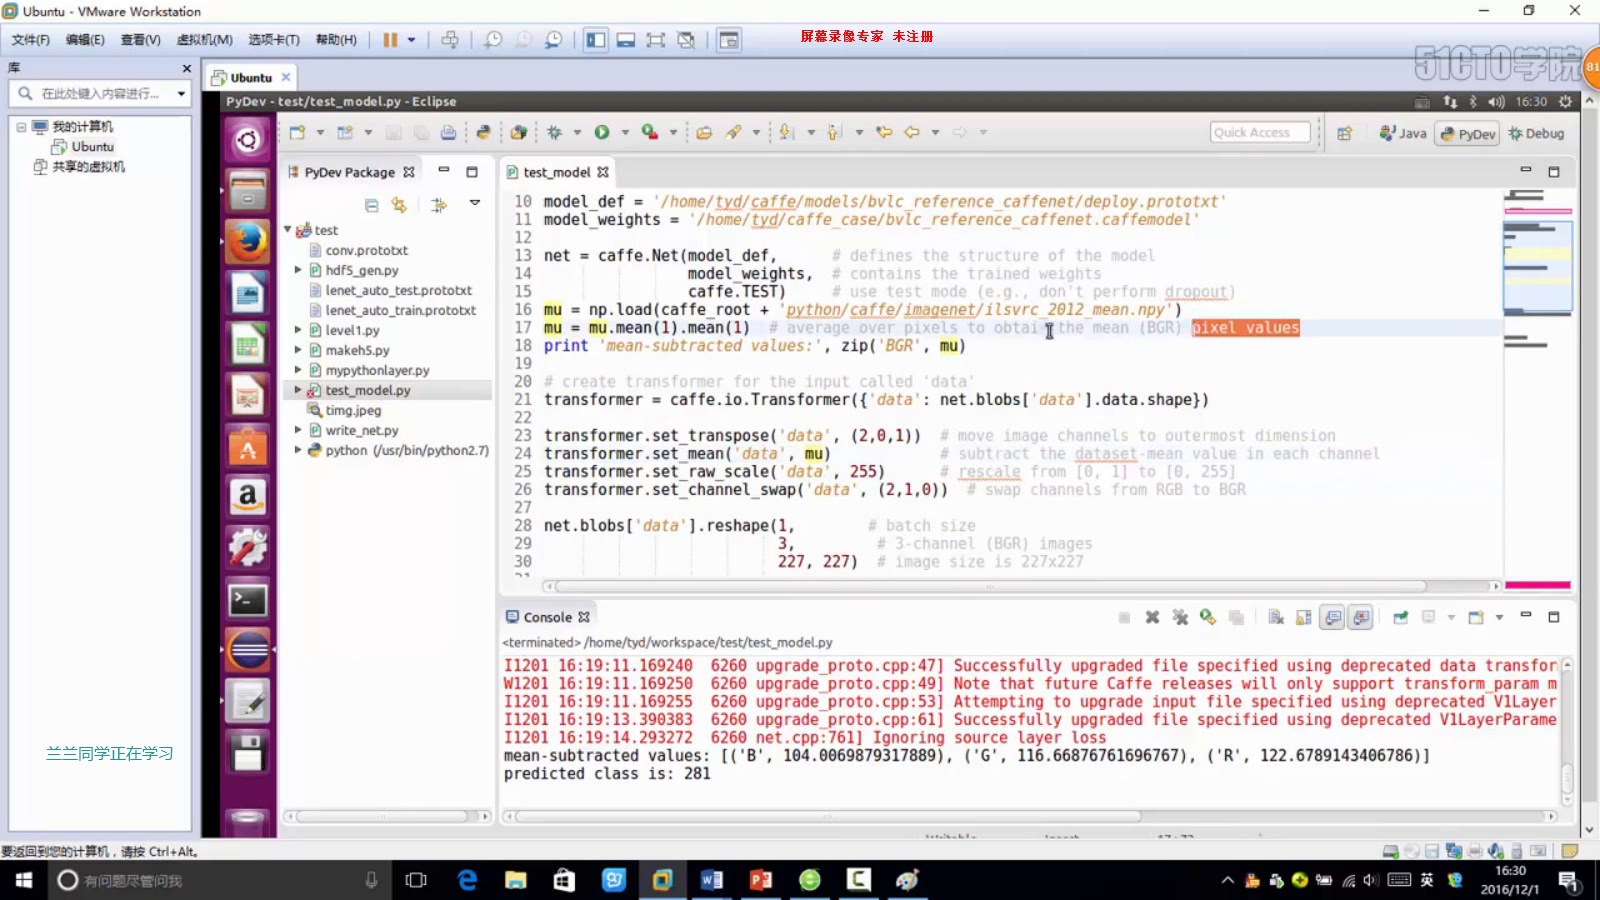 Ubuntu - VMware Workstation
文件(F) 编辑(E) 查看(V) 虚拟机(M) 选项卡(T) 帮助(H)
屏幕录像专家 未注册
51CTO学院
81
库
在此处键入内容进行...
我的计算机
Ubuntu
共享的虚拟机
Ubuntu
PyDev - test/test_model.py - Eclipse
16:30
Quick Access
Java
PyDev
Debug
PyDev Package
test
conv.prototxt
hdf5_gen.py
lenet_auto_test.prototxt
lenet_auto_train.prototxt
level1.py
makeh5.py
mypythonlayer.py
test_model.py
timg.jpeg
write_net.py
python (/usr/bin/python2.7)
test_model
10 model_def = '/home/tyd/caffe/models/bvlc_reference_caffenet/deploy.prototxt'
11 model_weights = '/home/tyd/caffe_case/bvlc_reference_caffenet.caffemodel'
12
13 net = caffe.Net(model_def, # defines the structure of the model
14 model_weights, # contains the trained weights
15 caffe.TEST) # use test mode (e.g., don't perform dropout)
16 mu = np.load(caffe_root + 'python/caffe/imagenet/ilsvrc_2012_mean.npy')
17 mu = mu.mean(1).mean(1) # average over pixels to obtain the mean (BGR) pixel values
18 print 'mean-subtracted values:', zip('BGR', mu)
19
20 # create transformer for the input called 'data'
21 transformer = caffe.io.Transformer({'data': net.blobs['data'].data.shape})
22
23 transformer.set_transpose('data', (2,0,1)) # move image channels to outermost dimension
24 transformer.set_mean('data', mu) # subtract the dataset-mean value in each channel
25 transformer.set_raw_scale('data', 255) # rescale from [0, 1] to [0, 255]
26 transformer.set_channel_swap('data', (2,1,0)) # swap channels from RGB to BGR
27
28 net.blobs['data'].reshape(1, # batch size
29 3, # 3-channel (BGR) images
30 227, 227) # image size is 227x227
Console
<terminated> /home/tyd/workspace/test/test_model.py
I1201 16:19:11.169240 6260 upgrade_proto.cpp:47] Successfully upgraded file specified using deprecated data transfor
W1201 16:19:11.169250 6260 upgrade_proto.cpp:49] Note that future Caffe releases will only support transform_param m
I1201 16:19:11.169255 6260 upgrade_proto.cpp:53] Attempting to upgrade input file specified using deprecated V1Layer
I1201 16:19:13.390383 6260 upgrade_proto.cpp:61] Successfully upgraded file specified using deprecated V1LayerParame
I1201 16:19:14.293272 6260 net.cpp:761] Ignoring source layer loss
mean-subtracted values: [('B', 104.0069879317889), ('G', 116.66876761696767), ('R', 122.6789143406786)]
predicted class is: 281
兰兰同学正在学习
要返回到您的计算机，请按 Ctrl+Alt。
有问题尽管问我
英
16:30
2016/12/1